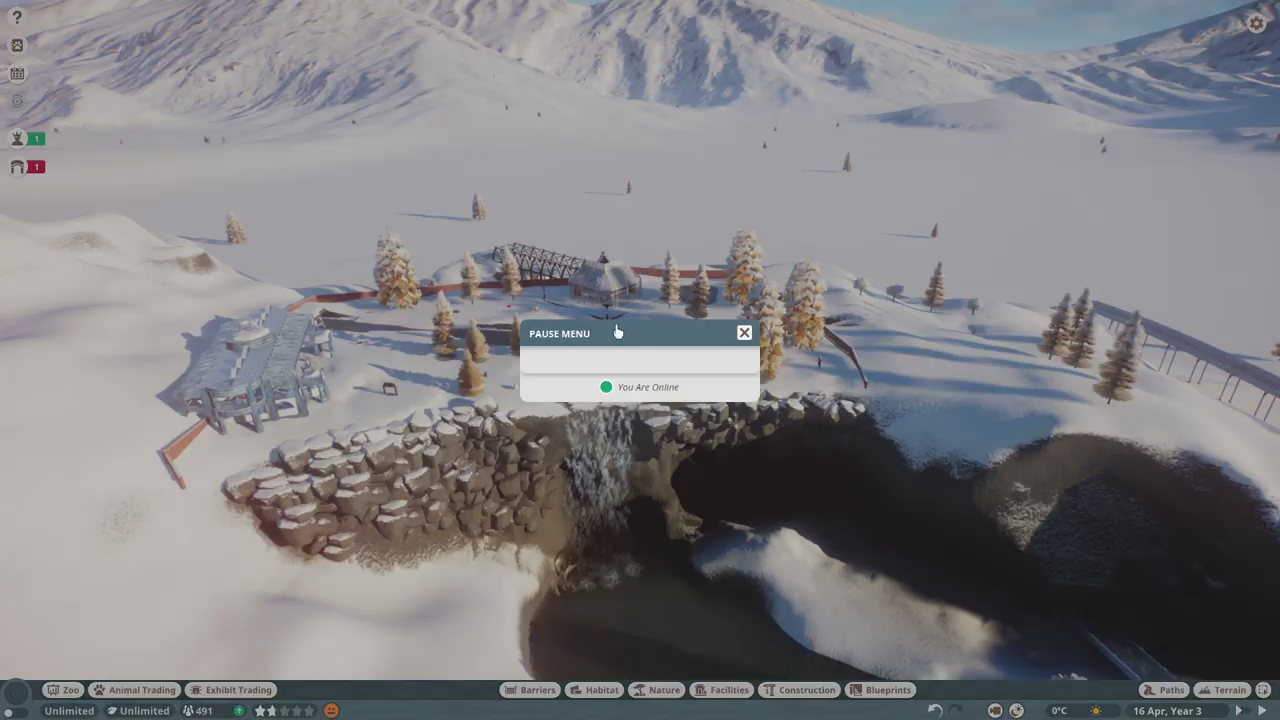 ?
1
1
PAUSE MENU
You Are Online
Zoo
Animal Trading
Exhibit Trading
Barriers
Habitat
Nature
Facilities
Construction
Blueprints
Paths
Terrain
Unlimited
Unlimited
491
0°C
16 Apr, Year 3